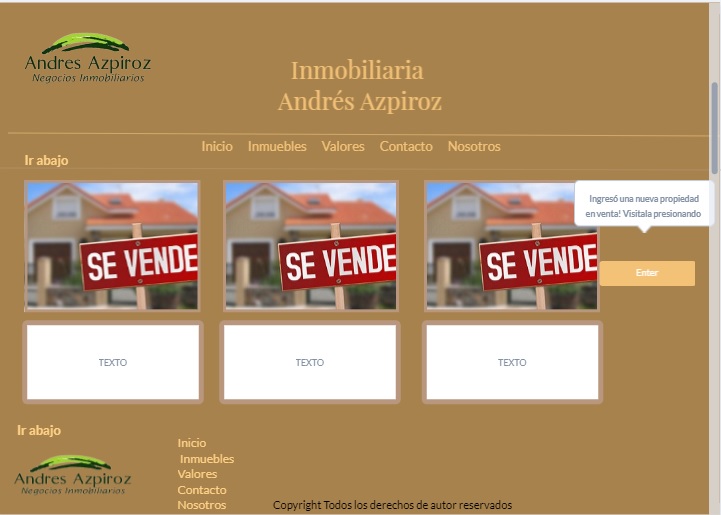 Andres Azpiroz
Negocios Inmobiliarios
Inmobiliaria
Andrés Azpiroz
Inicio Inmuebles Valores Contacto Nosotros
Ir abajo
SE VENDE
SE VENDE
SE VENDE
Ingresó una nueva propiedad
en venta! Visitala presionando
Enter
TEXTO
TEXTO
TEXTO
Ir abajo
Andres Azpiroz
Negocios Inmobiliarios
Inicio
Inmuebles
Valores
Contacto
Nosotros
Copyright Todos los derechos de autor reservados